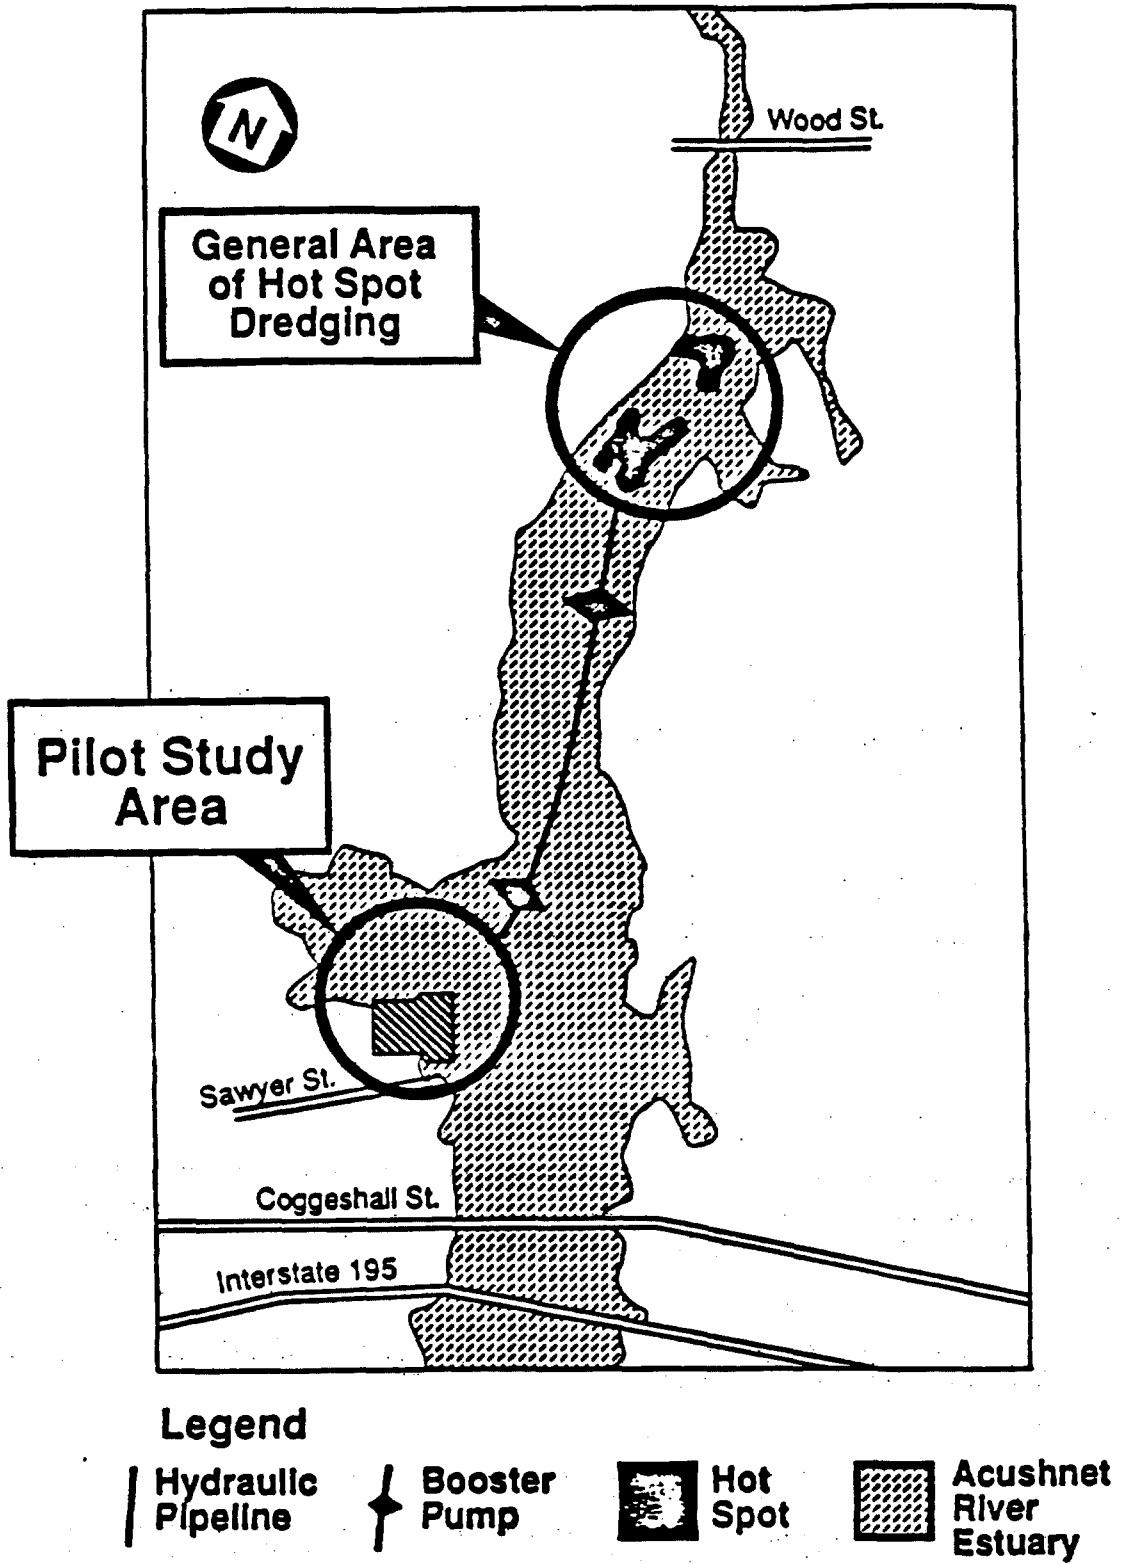 N
Wood St.
General Area
of Hot Spot
Dredging
Pilot Study
Area
Sawyer St.
Coggeshall St.
Interstate 195
Legend
Hydraulic
Pipeline
Booster
Pump
Hot
Spot
Acushnet
River
Estuary